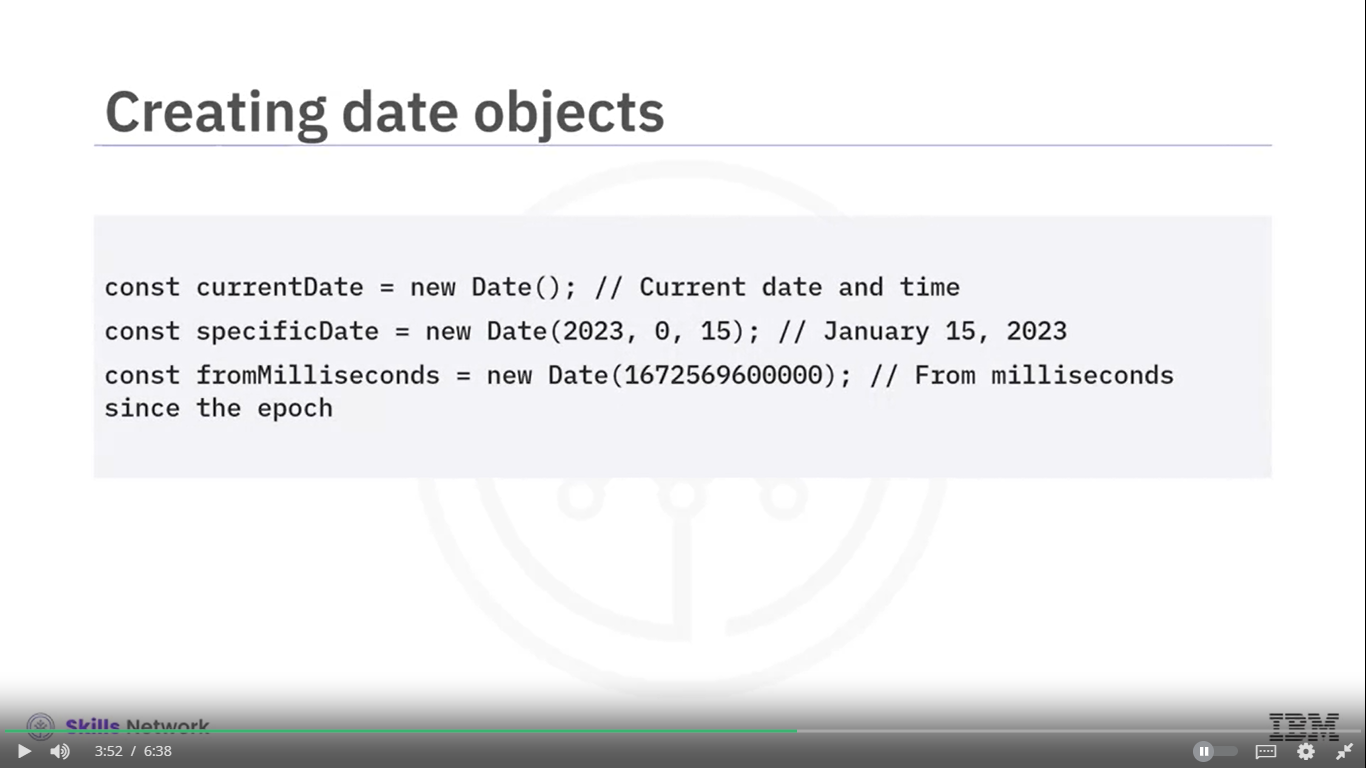 Creating date objects
const currentDate = new Date(); // Current date and time
const specificDate = new Date(2023, 0, 15); // January 15, 2023
const fromMilliseconds = new Date(1672569600000); // From milliseconds
since the epoch
Skills Network
IBM
3:52 / 6:38